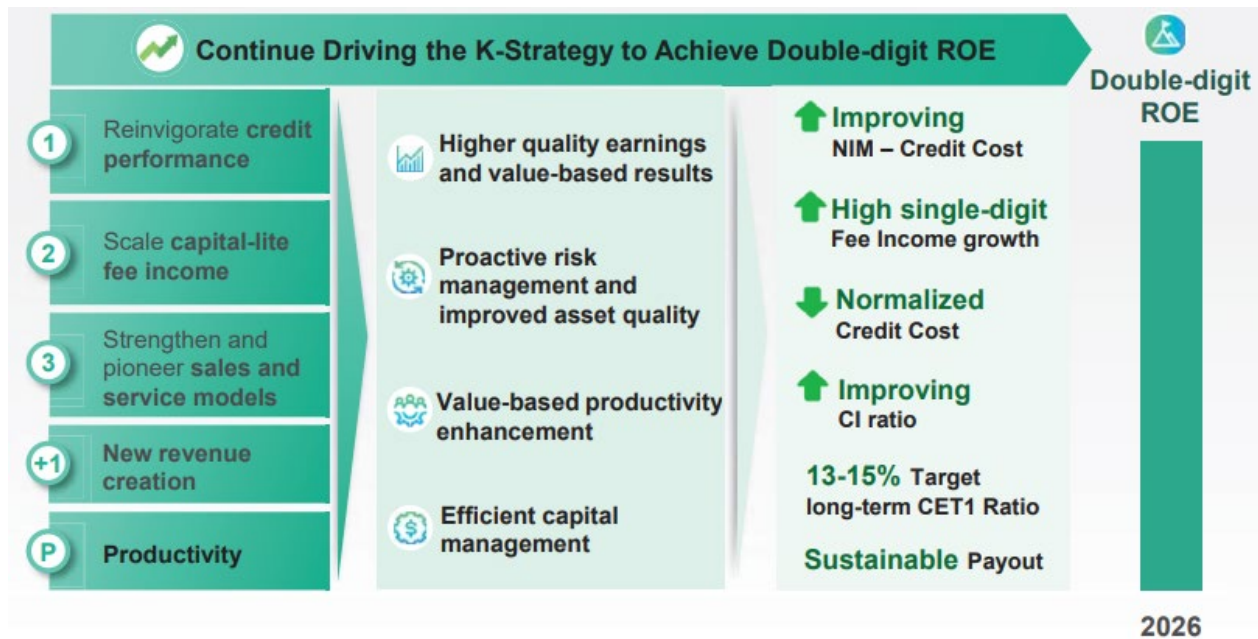 Continue Driving the K-Strategy to Achieve Double-digit ROE
Double-digit
ROE
1
Reinvigorate credit
performance
2
Scale capital-lite
fee income
3
Strengthen and
pioneer sales and
service models
+1
New revenue
creation
P
Productivity
Higher quality earnings
and value-based results
Proactive risk
management and
improved asset quality
Value-based productivity
enhancement
Efficient capital
management
Improving
NIM – Credit Cost
High single-digit
Fee Income growth
Normalized
Credit Cost
Improving
CI ratio
13-15% Target
long-term CET1 Ratio
Sustainable Payout
2026